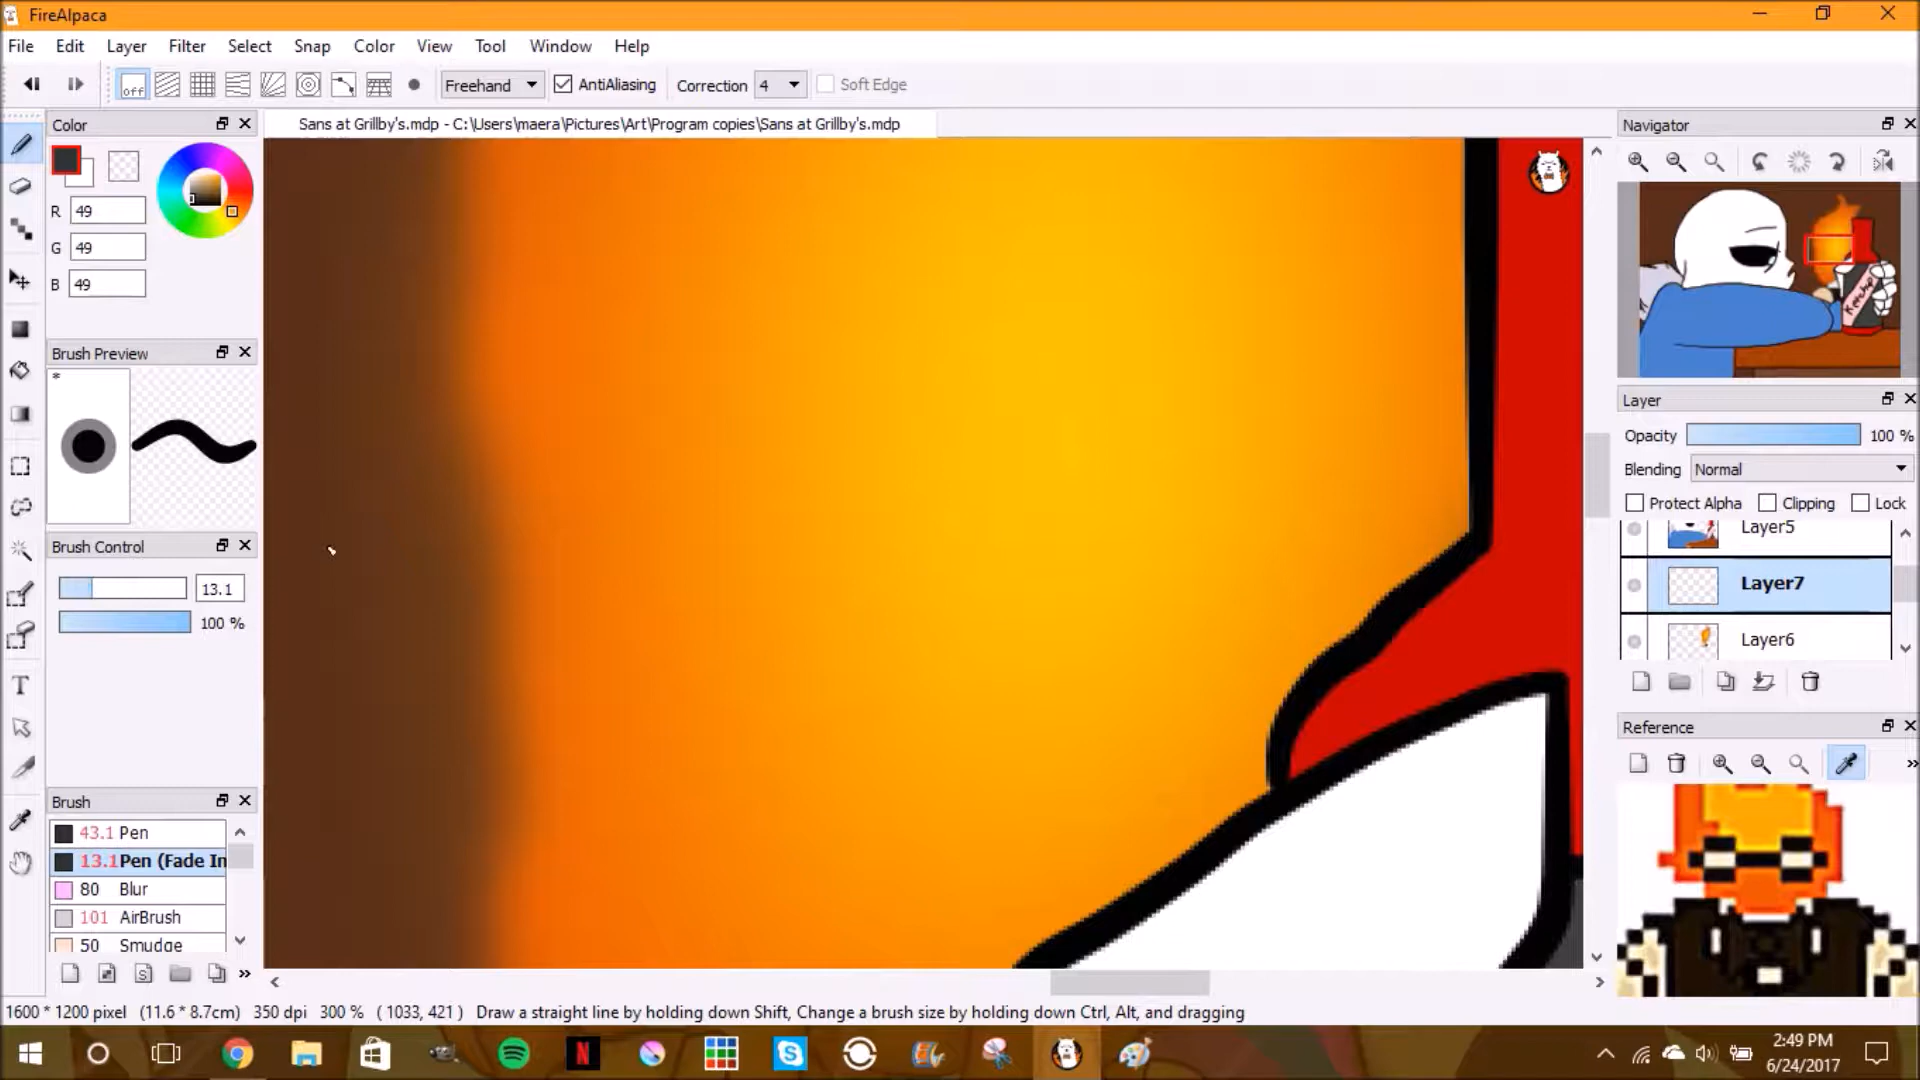 FireAlpaca
File Edit Layer Filter Select Snap Color View Tool Window Help
off Freehand AntiAliasing Correction 4 Soft Edge
Color
Sans at Grillby's.mdp - C:\Users\maera\Pictures\Art\Program copies\Sans at Grillby's.mdp
Navigator
R 49
G 49
B 49
Ketchup
Brush Preview
*
Layer
Opacity 100 %
Blending Normal
Protect Alpha Clipping Lock
Layer5
Brush Control
13.1
Layer7
100 %
Layer6
Reference
Brush
43.1 Pen
13.1 Pen (Fade In
80 Blur
101 AirBrush
50 Smudge
1600 * 1200 pixel (11.6 * 8.7cm) 350 dpi 300 % ( 1033, 421 ) Draw a straight line by holding down Shift, Change a brush size by holding down Ctrl, Alt, and dragging
2:49 PM
6/24/2017